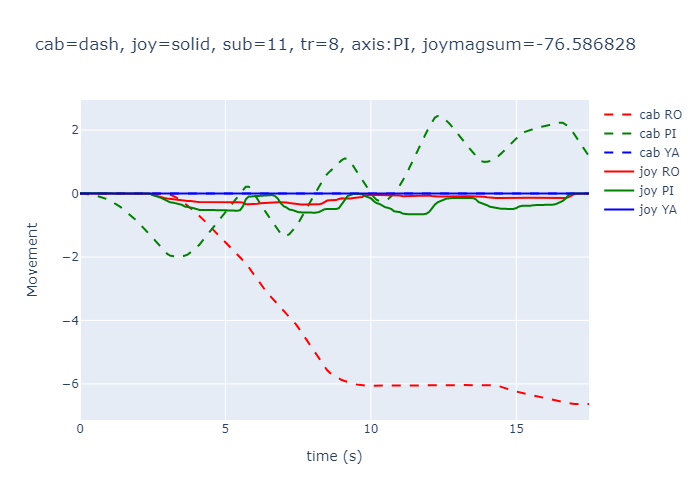 cab=dash, joy=solid, sub=11, tr=8, axis:PI, joymagsum=-76.586828
cab RO
cab PI
cab YA
joy RO
joy PI
joy YA
Movement
2
0
−2
−4
−6
0
5
10
15
time (s)